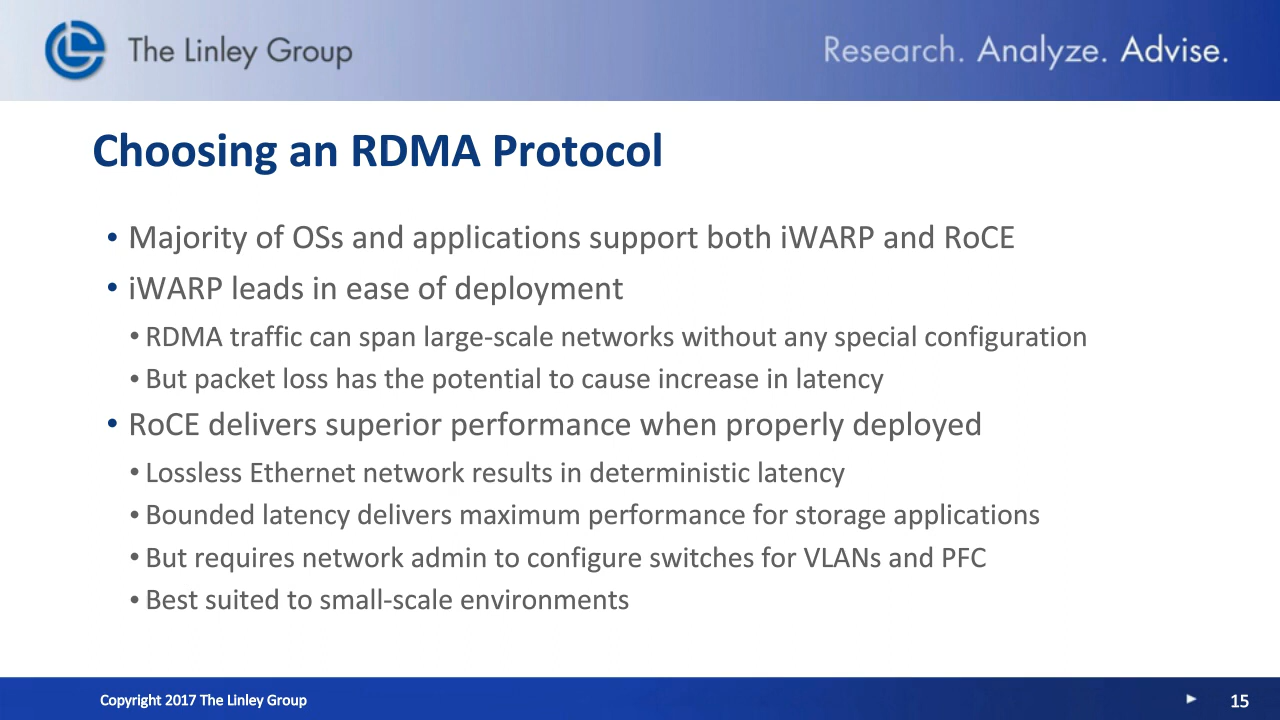 The Linley Group
Research. Analyze. Advise.
Choosing an RDMA Protocol
• Majority of OSs and applications support both iWARP and RoCE
• iWARP leads in ease of deployment
• RDMA traffic can span large-scale networks without any special configuration
• But packet loss has the potential to cause increase in latency
• RoCE delivers superior performance when properly deployed
• Lossless Ethernet network results in deterministic latency
• Bounded latency delivers maximum performance for storage applications
• But requires network admin to configure switches for VLANs and PFC
• Best suited to small-scale environments
Copyright 2017 The Linley Group
15